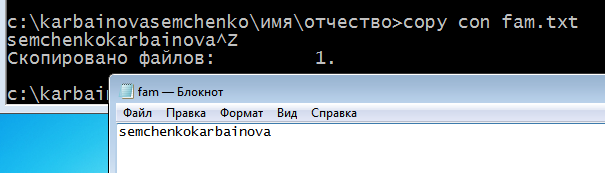 c:\karbainovasemchenko\имя\отчество>copy con fam.txt
semchenkokarbainova^Z
Скопировано файлов:         1.
c:\karbain
fam — Блокнот
Файл Правка Формат Вид Справка
semchenkokarbainova